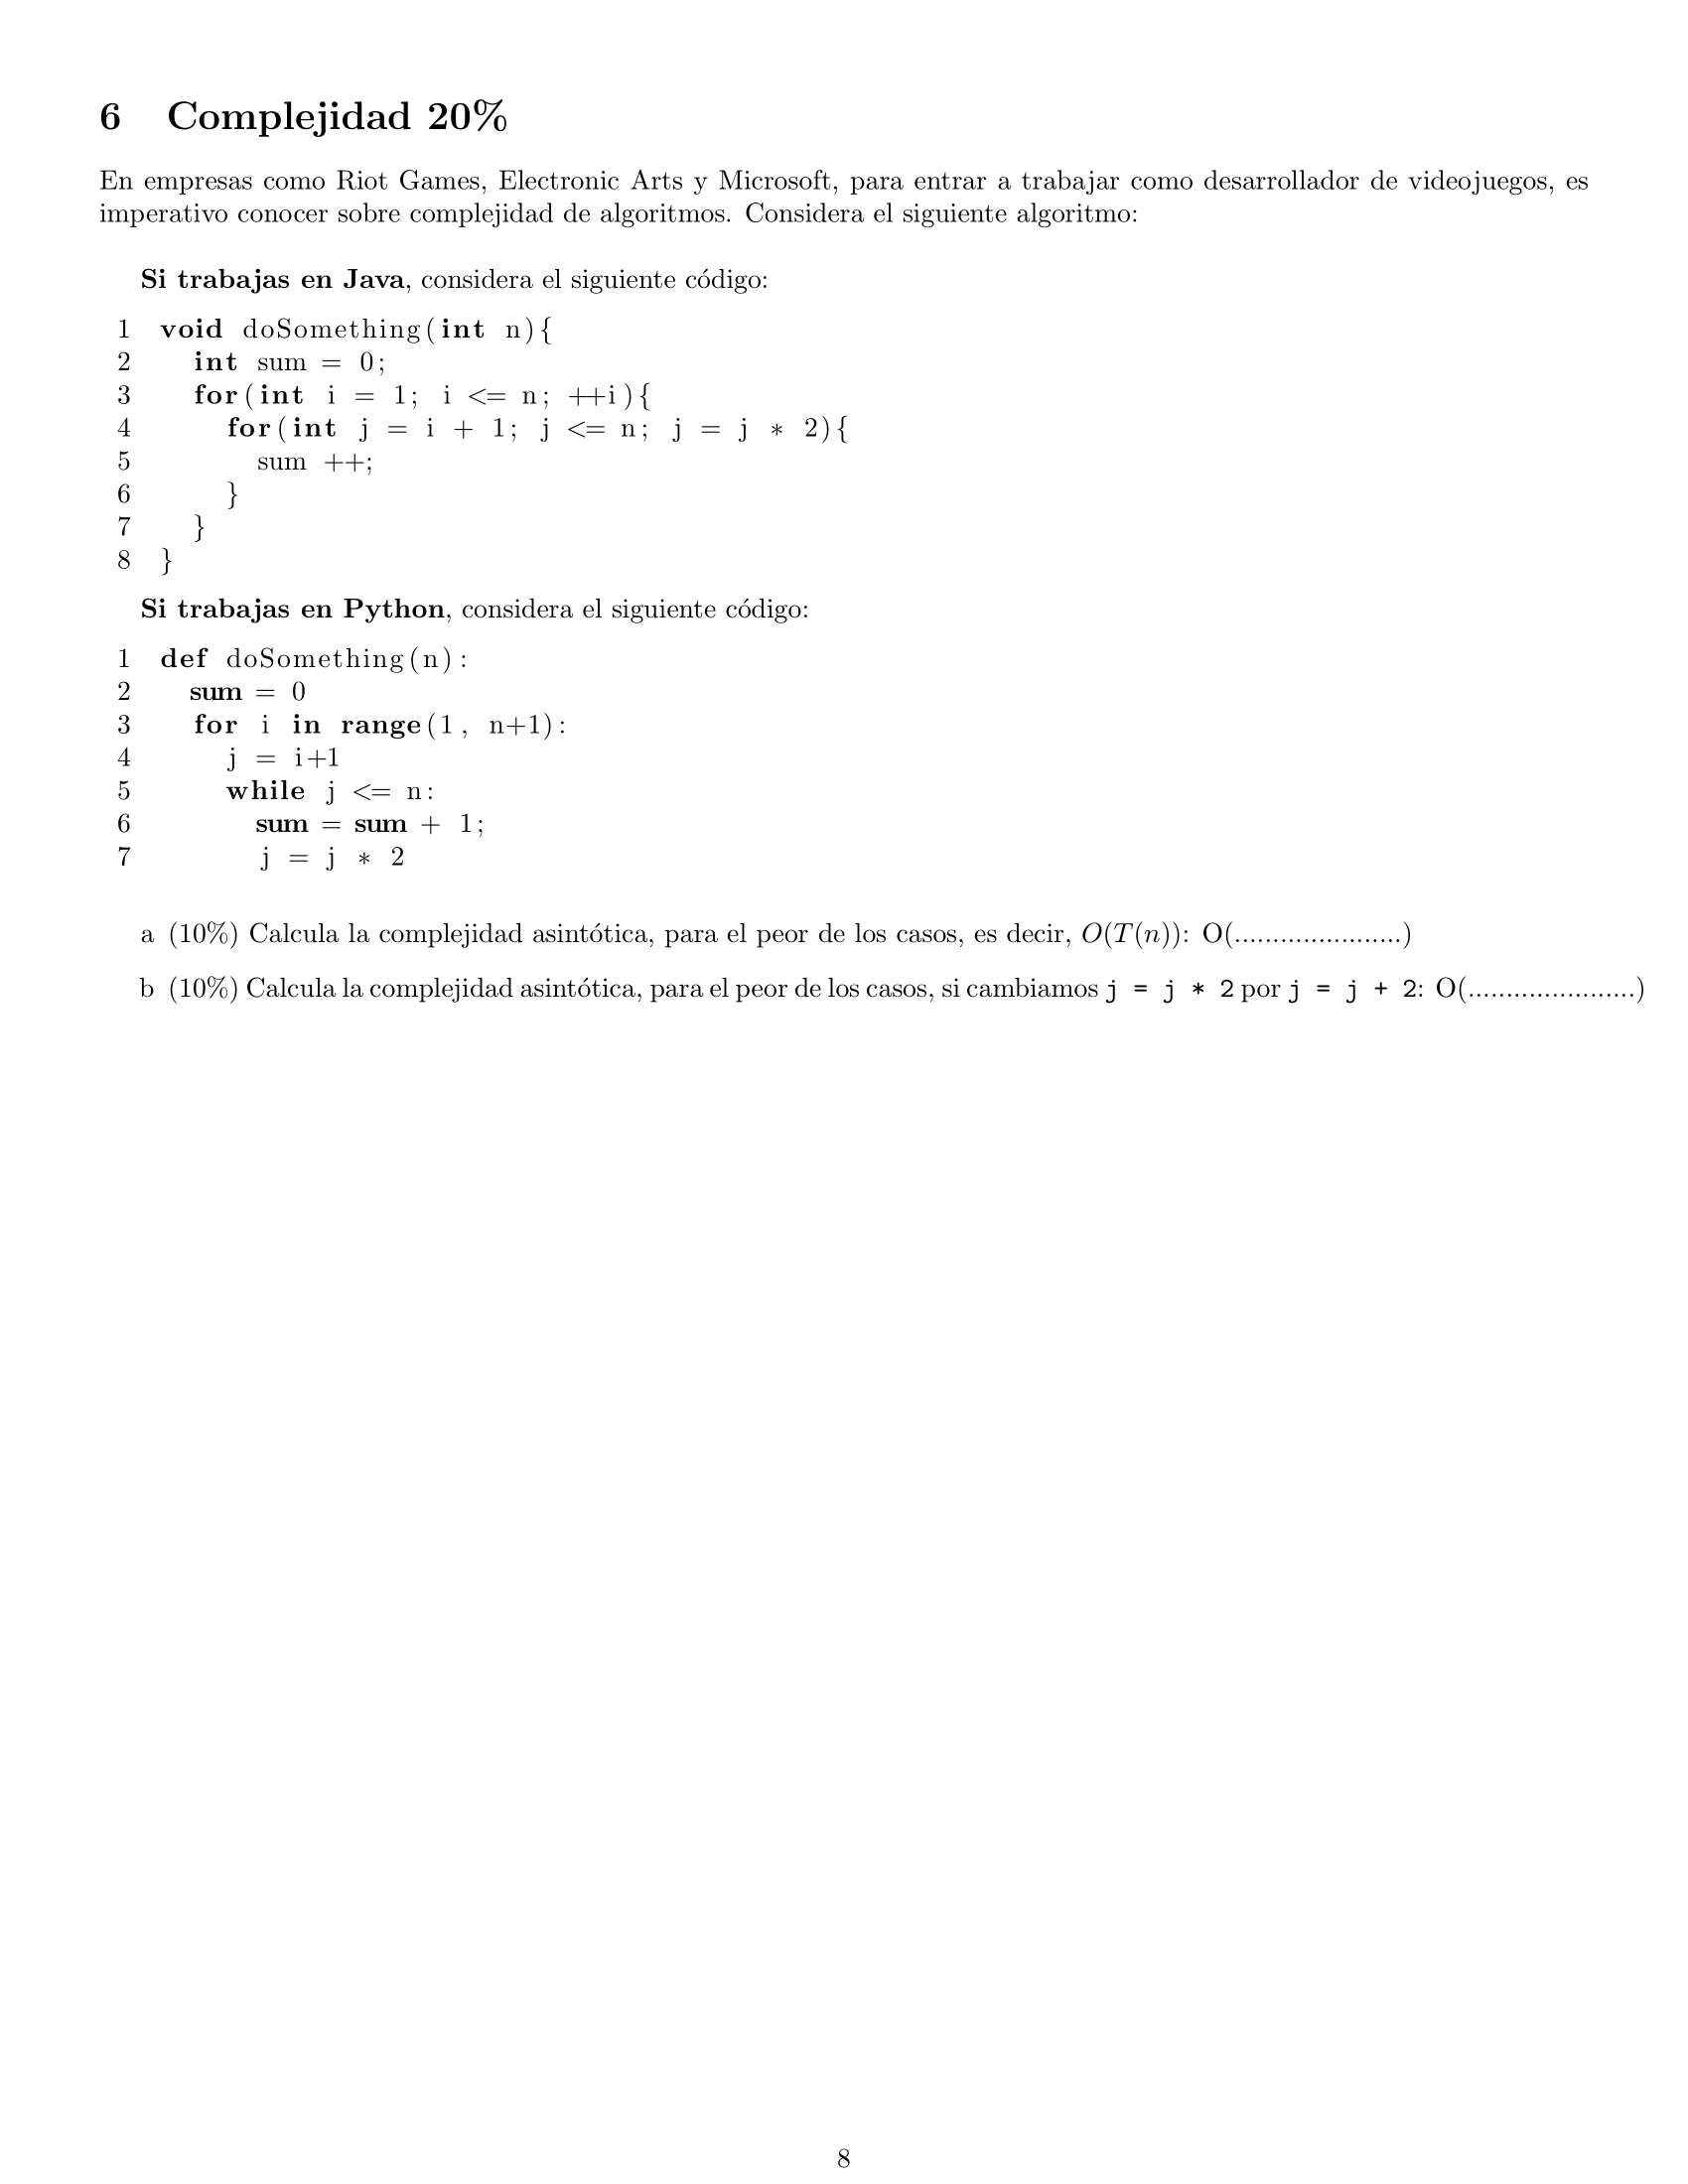 6 Complejidad 20%
En empresas como Riot Games, Electronic Arts y Microsoft, para entrar a trabajar como desarrollador de videojuegos, es
imperativo conocer sobre complejidad de algoritmos. Considera el siguiente algoritmo:
Si trabajas en Java, considera el siguiente código:
1 void doSomething(int n){
2   int sum = 0;
3   for(int i = 1; i <= n; ++i){
4     for(int j = i + 1; j <= n; j = j * 2){
5       sum ++;
6     }
7   }
8 }
Si trabajas en Python, considera el siguiente código:
1 def doSomething(n):
2   sum = 0
3   for i in range(1, n+1):
4     j = i+1
5     while j <= n:
6       sum = sum + 1;
7       j = j * 2
a (10%) Calcula la complejidad asintótica, para el peor de los casos, es decir, O(T(n)): O(......................)
b (10%) Calcula la complejidad asintótica, para el peor de los casos, si cambiamos j = j * 2 por j = j + 2: O(......................)
8